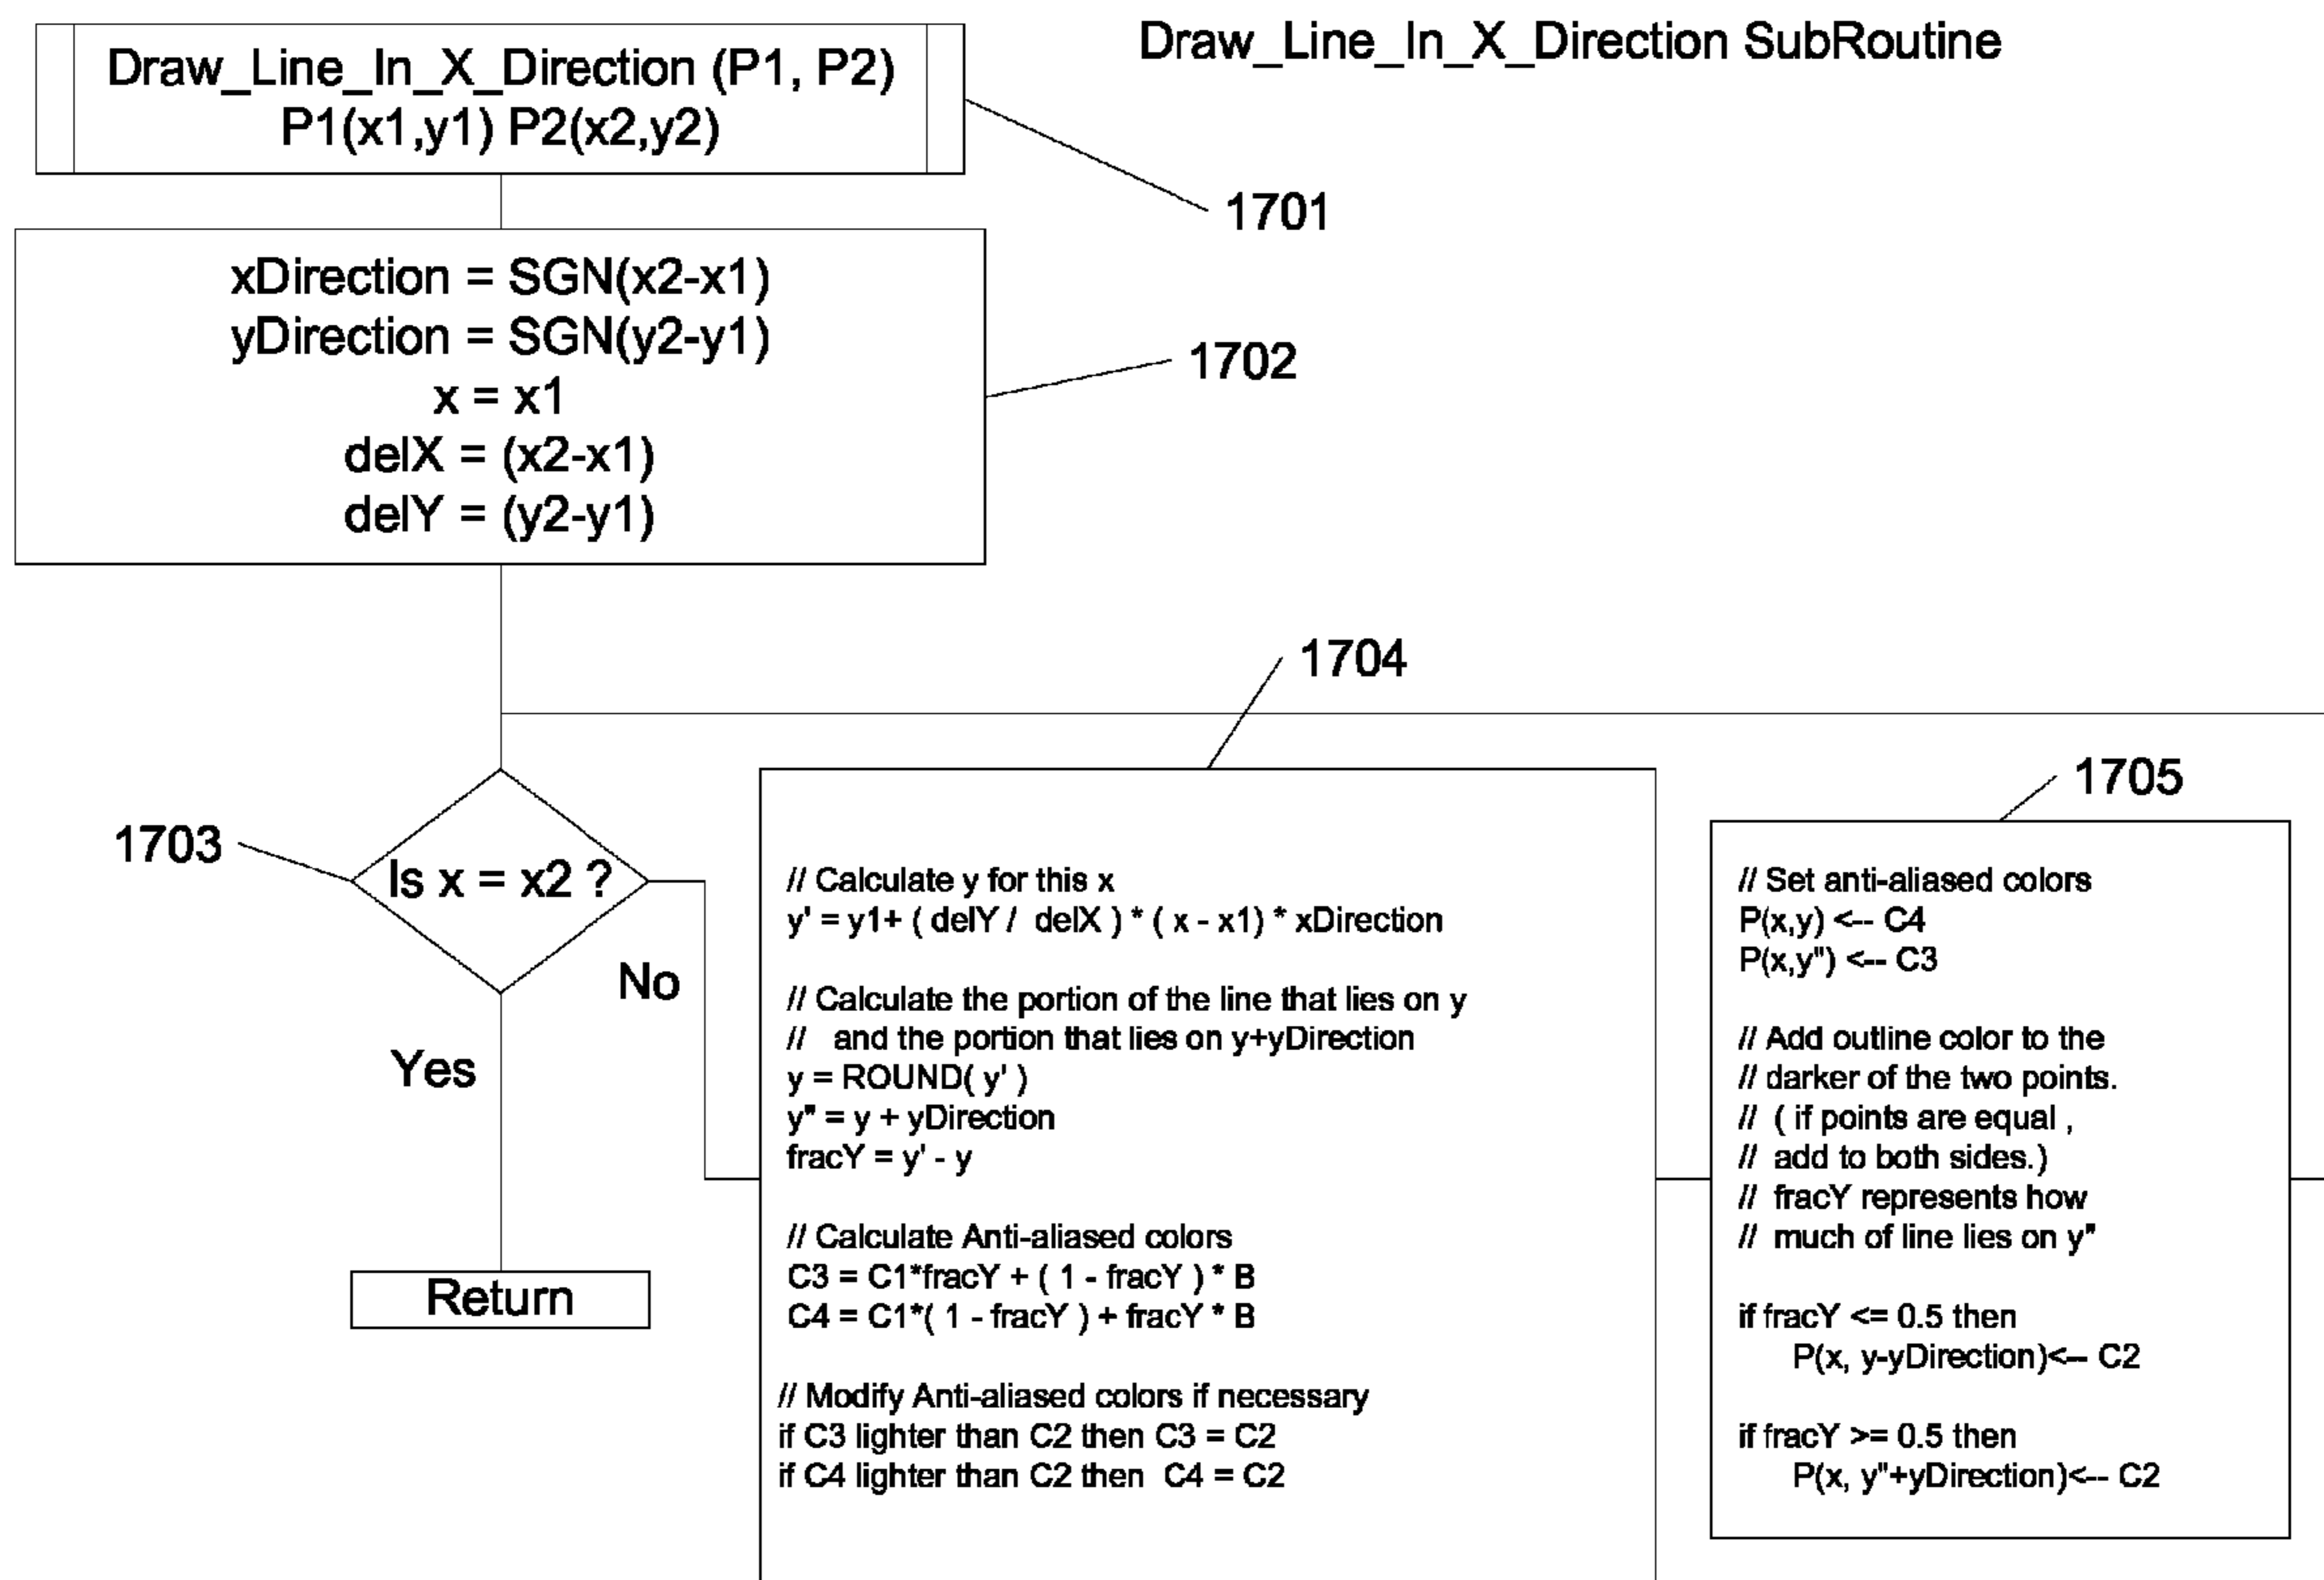 Draw_Line_In_X_Direction SubRoutine
Draw_Line_In_X_Direction (P1, P2)
P1(x1,y1) P2(x2,y2)
1701
xDirection = SGN(x2-x1)
yDirection = SGN(y2-y1)
x = x1
delX = (x2-x1)
delY = (y2-y1)
1702
1703
Is x = x2 ?
No
Yes
Return
1704
// Calculate y for this x
y' = y1+ ( delY / delX ) * ( x - x1) * xDirection
// Calculate the portion of the line that lies on y
// and the portion that lies on y+yDirection
y = ROUND( y' )
y" = y + yDirection
fracY = y' - y
// Calculate Anti-aliased colors
C3 = C1*fracY + ( 1 - fracY ) * B
C4 = C1*( 1 - fracY ) + fracY * B
// Modify Anti-aliased colors if necessary
if C3 lighter than C2 then C3 = C2
if C4 lighter than C2 then C4 = C2
1705
// Set anti-aliased colors
P(x,y) <-- C4
P(x,y") <-- C3
// Add outline color to the
// darker of the two points.
// ( if points are equal ,
// add to both sides.)
// fracY represents how
// much of line lies on y"
if fracY <= 0.5 then
P(x, y-yDirection)<-- C2
if fracY >= 0.5 then
P(x, y"+yDirection)<-- C2